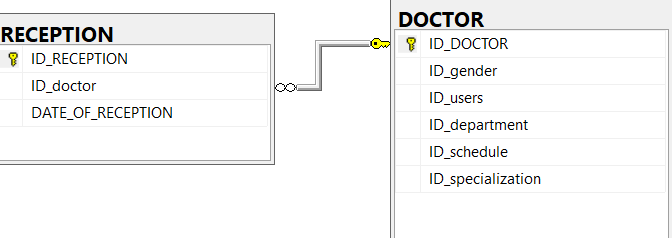 RECEPTION
ID_RECEPTION
ID_doctor
DATE_OF_RECEPTION
DOCTOR
ID_DOCTOR
ID_gender
ID_users
ID_department
ID_schedule
ID_specialization